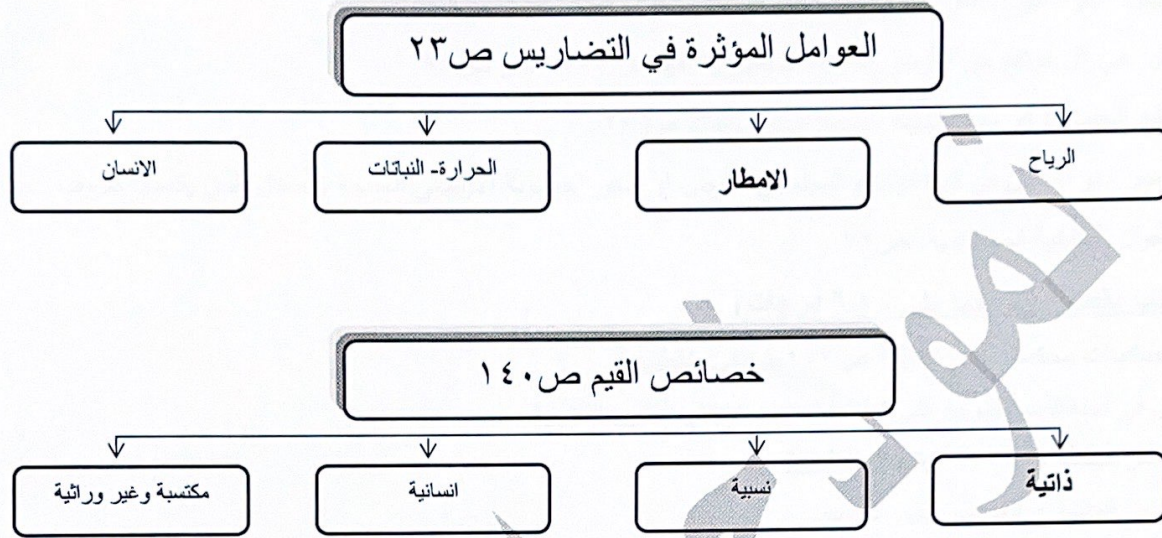 العوامل المؤثرة في التضاريس ص٢٣
الرياح
الامطار
الحرارة- النباتات
الانسان
خصائص القيم ص١٤٠
ذاتية
نسبية
انسانية
مكتسبة وغير وراثية